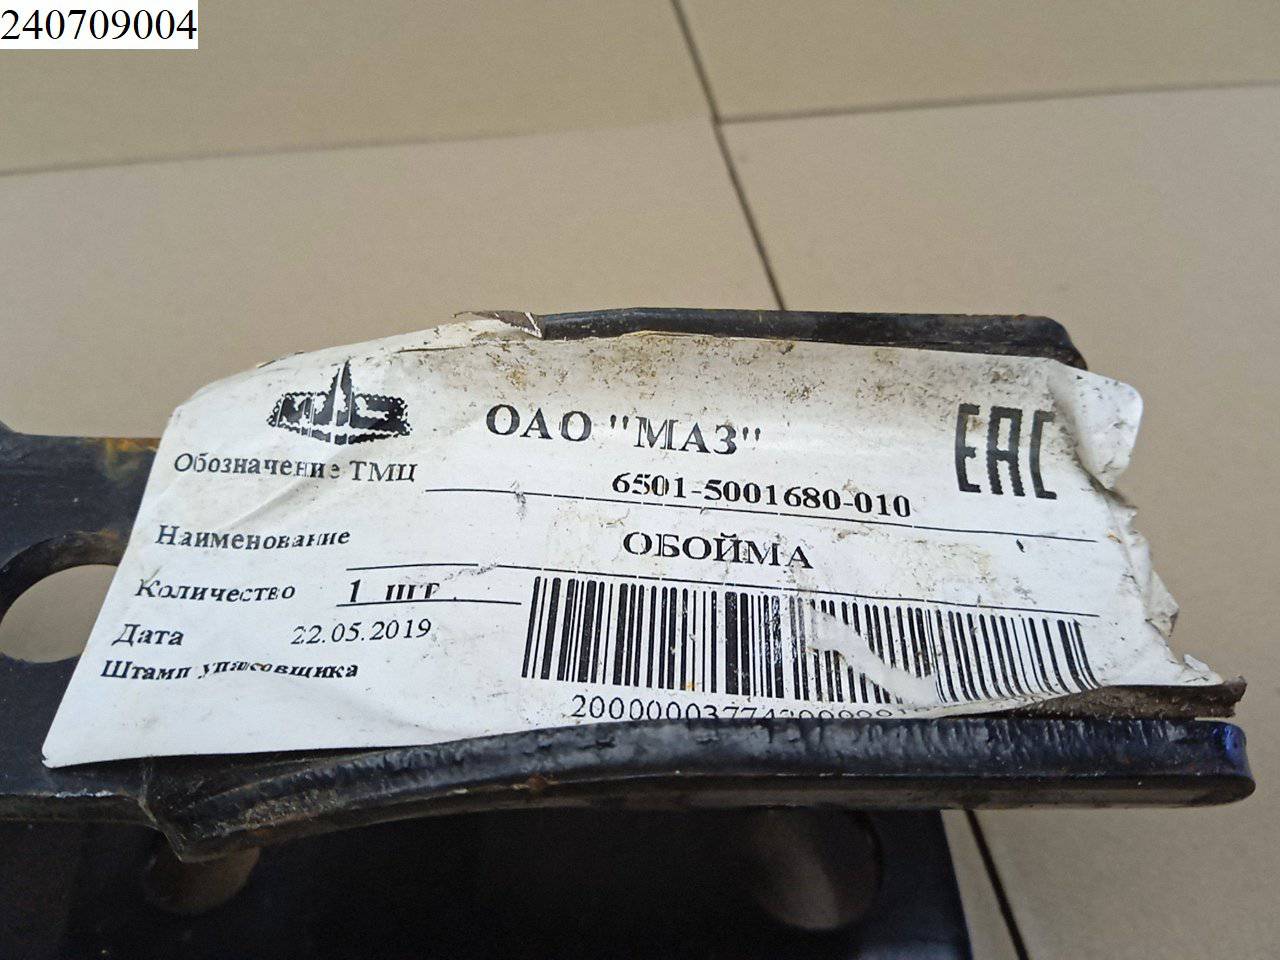 240709004
ОАО "МАЗ"
EAC
Обозначение ТМЦ 6501-5001680-010
Наименование ОБОЙМА
Количество 1 шт
Дата 22.05.2019
Штамп упаковщика